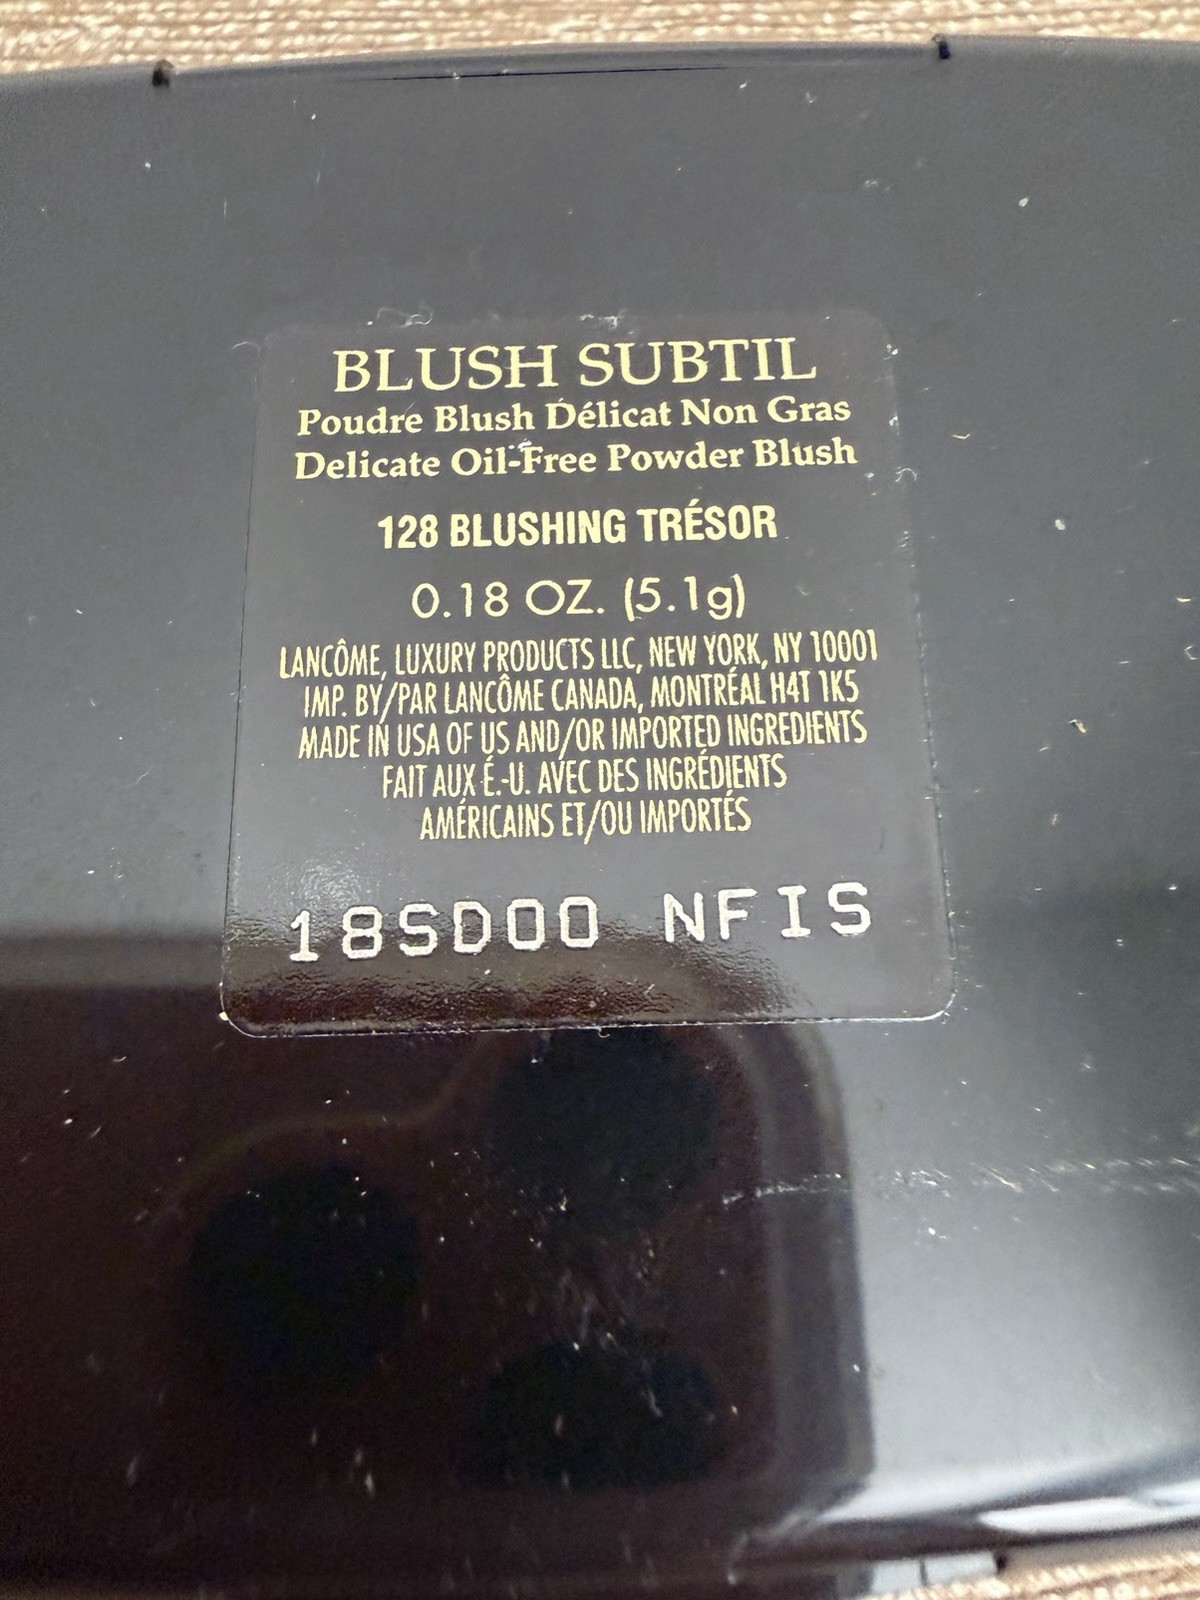 BLUSH SUBTIL
Poudre Blush Délicat Non Gras
Delicate Oil-Free Powder Blush
128 BLUSHING TRÉSOR
0.18 OZ. (5.1g)
LANCÔME, LUXURY PRODUCTS LLC, NEW YORK, NY 10001
IMP. BY/PAR LANCÔME CANADA, MONTRÉAL H4T 1K5
MADE IN USA OF US AND/OR IMPORTED INGREDIENTS
FAIT AUX É.-U. AVEC DES INGRÉDIENTS
AMÉRICAINS ET/OU IMPORTÉS
18SD00 NFIS